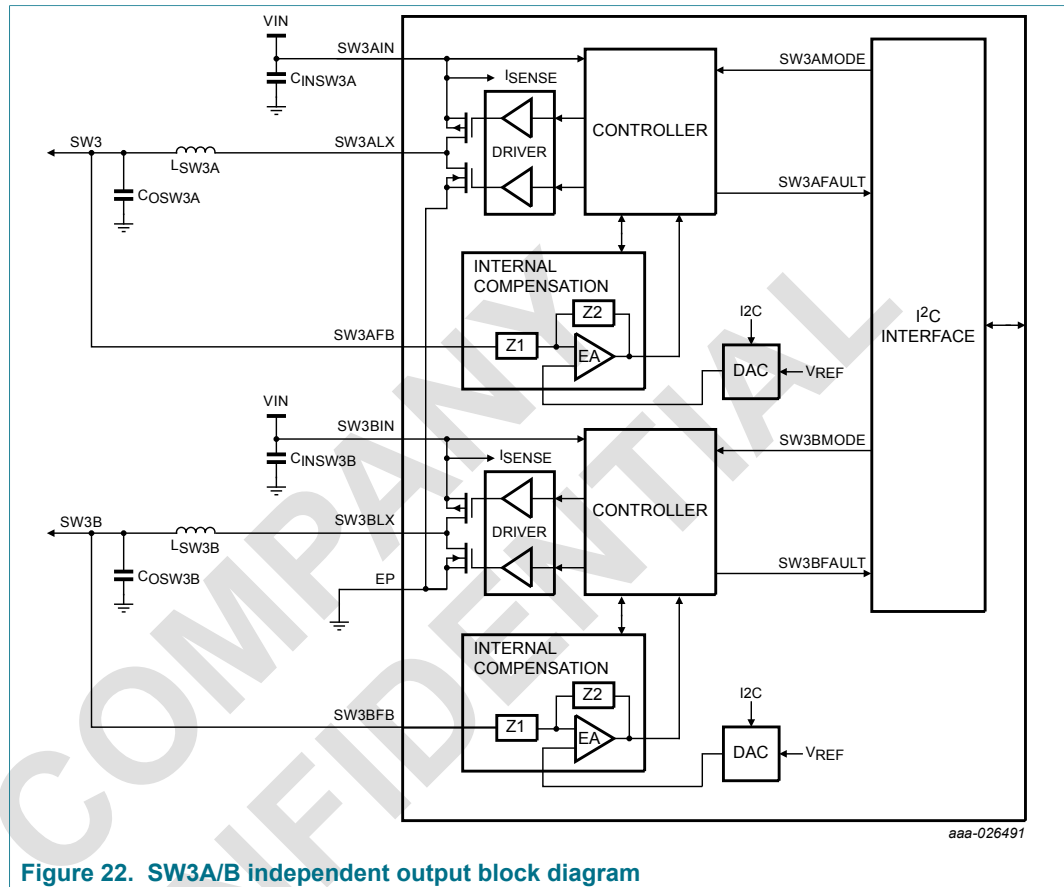 VIN
SW3AIN
CINSW3A
ISENSE
SW3AMODE
CONTROLLER
SW3
SW3ALX
DRIVER
LSW3A
COSW3A
SW3AFAULT
INTERNAL
COMPENSATION
Z2
I2C
I2C
INTERFACE
SW3AFB
Z1
EA
DAC
VREF
VIN
SW3BIN
CINSW3B
ISENSE
SW3BMODE
CONTROLLER
SW3B
SW3BLX
DRIVER
LSW3B
COSW3B
EP
SW3BFAULT
INTERNAL
COMPENSATION
Z2
I2C
SW3BFB
Z1
EA
DAC
VREF
COMPANY
CONFIDENTIAL
aaa-026491
Figure 22. SW3A/B independent output block diagram